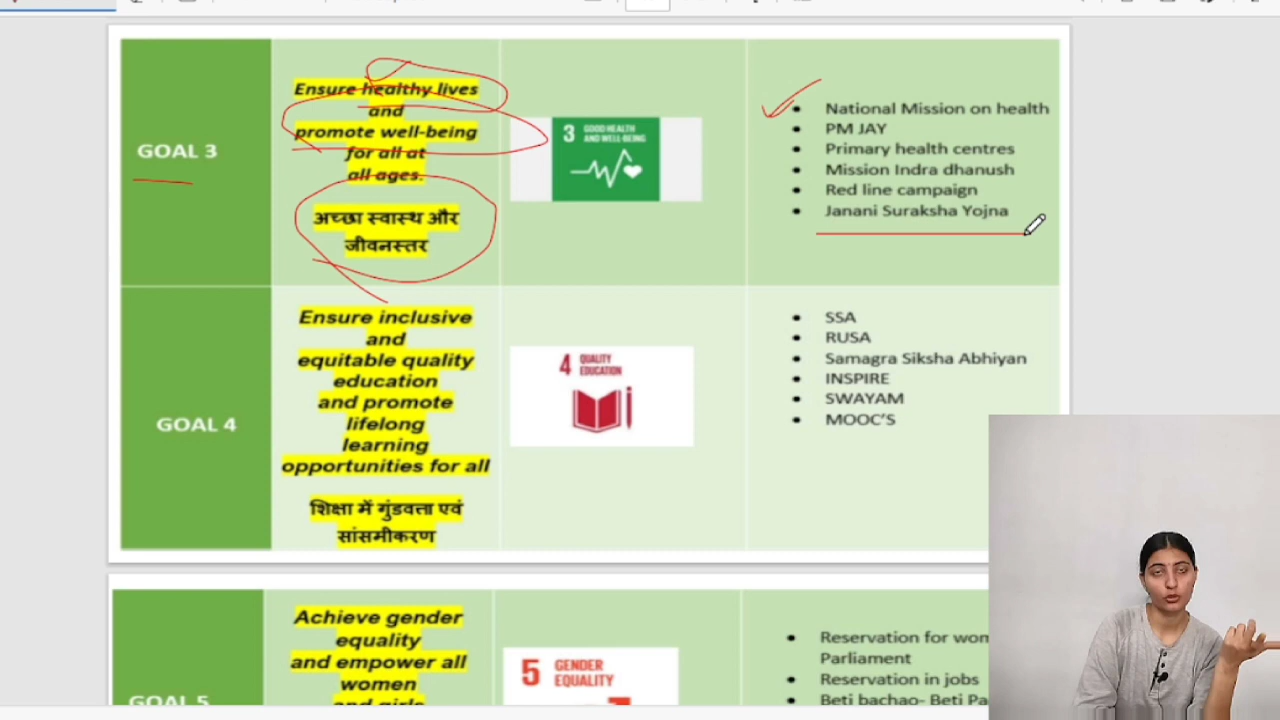 GOAL 3
Ensure healthy lives
and
promote well-being
for all at
all ages.
अच्छा स्वास्थ और
जीवनस्तर
3 GOOD HEALTH
AND WELL-BEING
National Mission on health
PM JAY
Primary health centres
Mission Indra dhanush
Red line campaign
Janani Suraksha Yojna
GOAL 4
Ensure inclusive
and
equitable quality
education
and promote
lifelong
learning
opportunities for all
शिक्षा में गुंडवत्ता एवं
सांसमीकरण
4 QUALITY
EDUCATION
SSA
RUSA
Samagra Siksha Abhiyan
INSPIRE
SWAYAM
MOOC'S
GOAL 5
Achieve gender
equality
and empower all
women
and girls
5 GENDER
EQUALITY
Reservation for wom
Parliament
Reservation in jobs
Beti bachao- Beti Pa